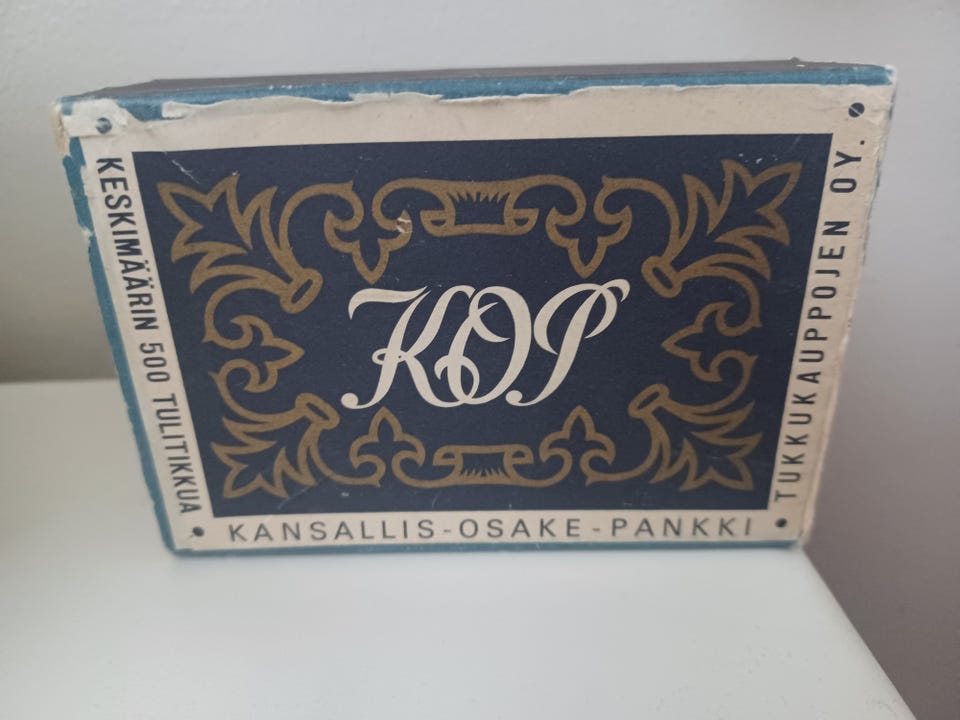 KESKIMÄÄRIN 500 TULITIKKUA
KOP
KANSALLIS-OSAKE-PANKKI
TUKKUKAUPPOJEN OY.